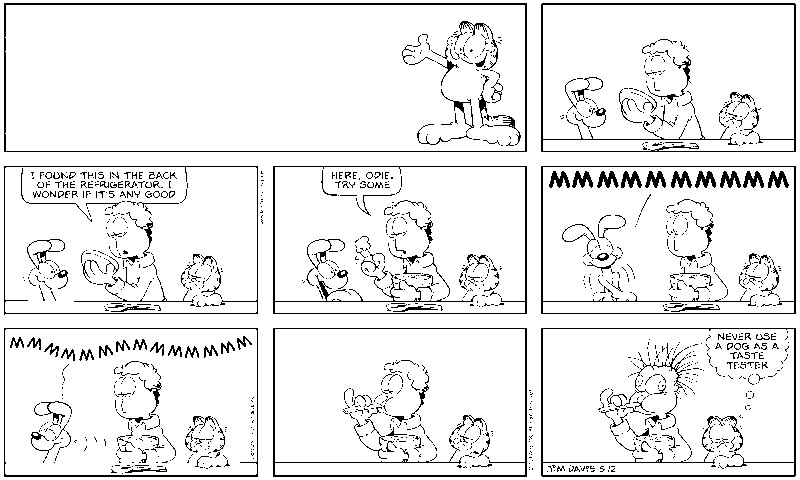 I FOUND THIS IN THE BACK
OF THE REFRIGERATOR. I
WONDER IF IT'S ANY GOOD
HERE, ODIE.
TRY SOME
MMMMMMMMMM
MMMMMMMMMMMMMM
NEVER USE
A DOG AS A
TASTE
TESTER
JIM DAVIS 5-12